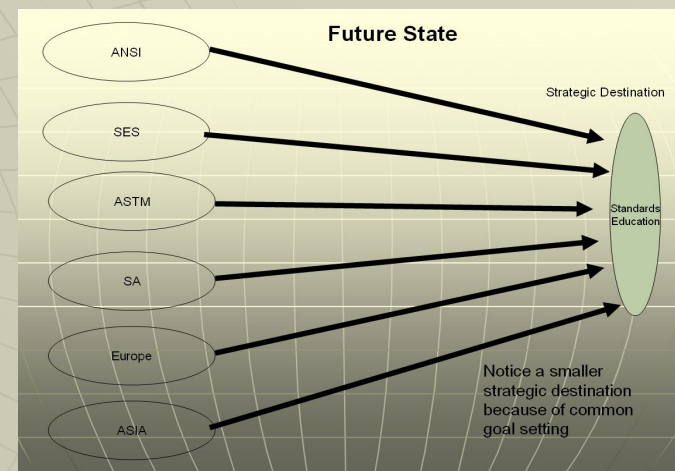 Future State
ANSI
Strategic Destination
SES
ASTM
Standards
Education
SA
Europe
Notice a smaller
strategic destination
because of common
goal setting
ASIA